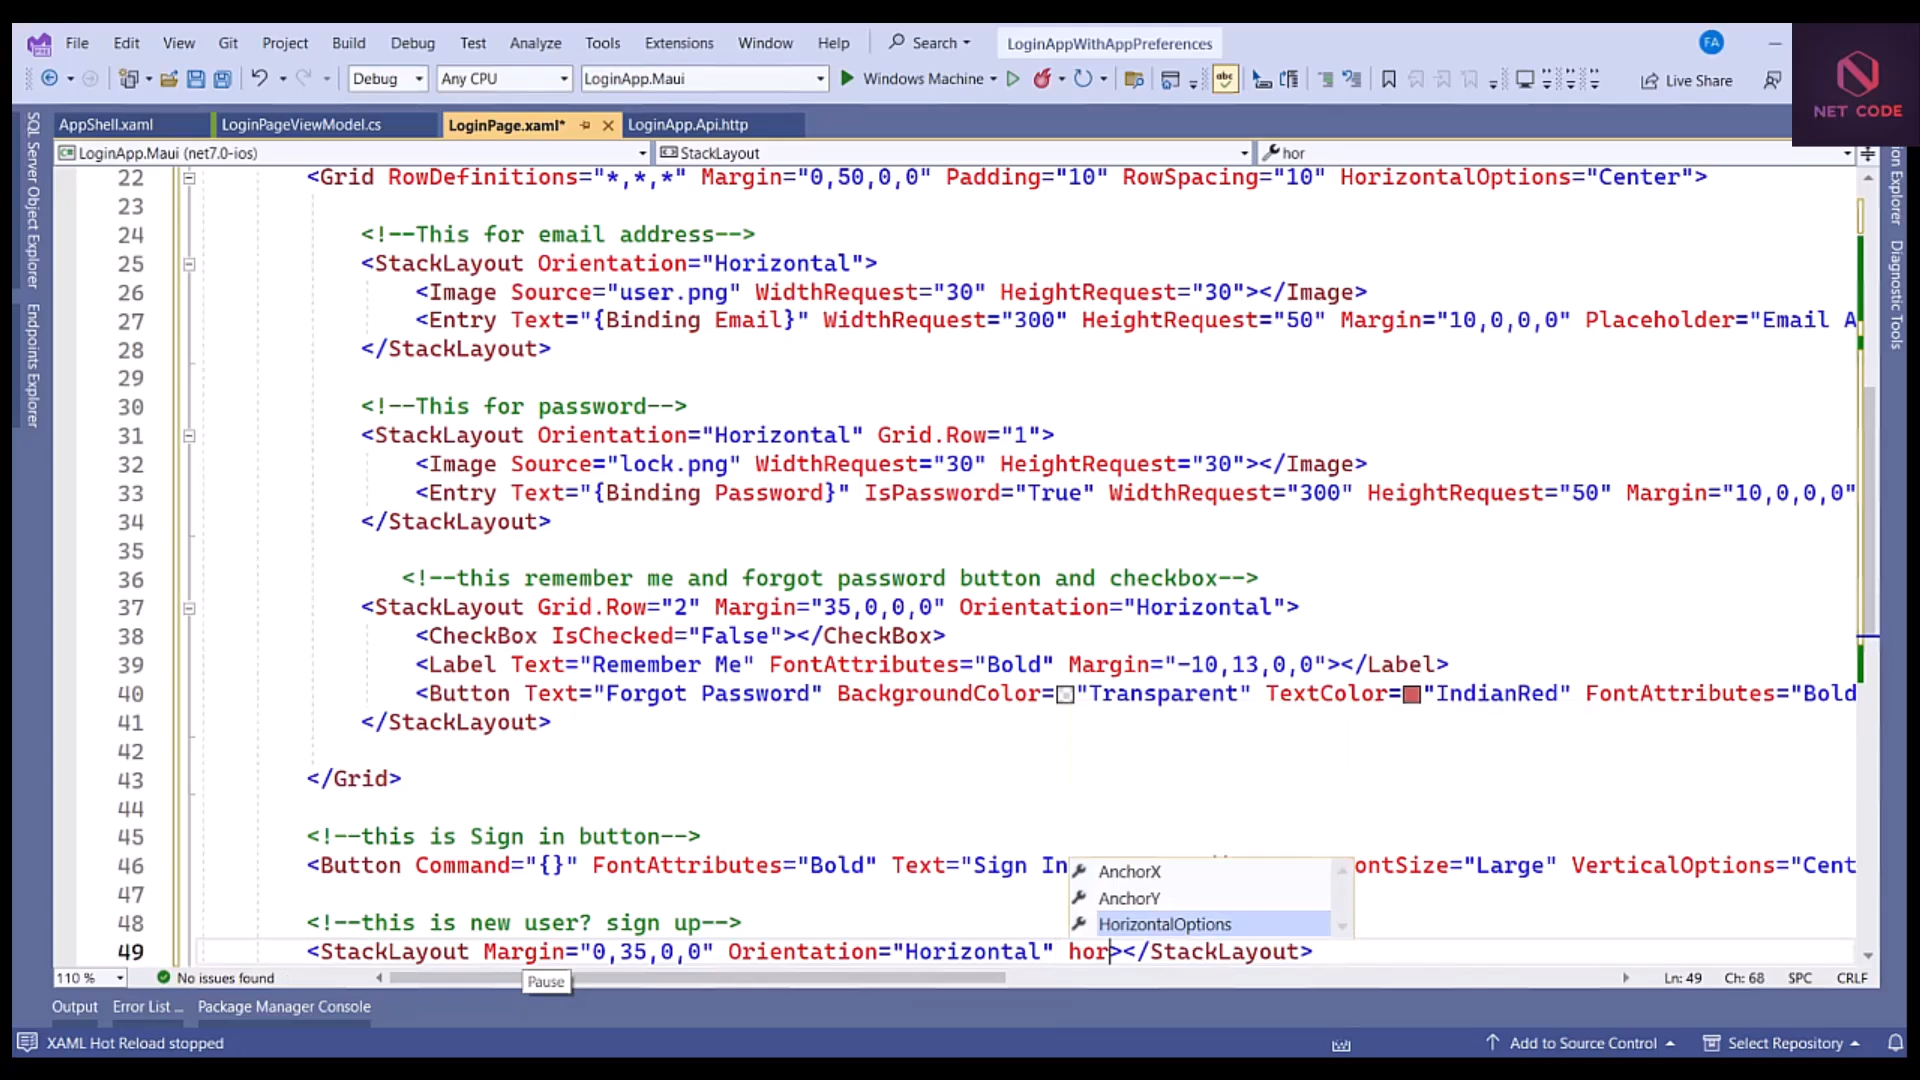 File Edit View Git Project Build Debug Test Analyze Tools Extensions Window Help Search LoginAppWithAppPreferences FA
Debug Any CPU LoginApp.Maui Windows Machine abc Live Share
NET CODE
AppShell.xaml LoginPageViewModel.cs LoginPage.xaml* LoginApp.Api.http
LoginApp.Maui (net7.0-ios) StackLayout hor
SQL Server Object Explorer
Endpoints Explorer
ion Explorer
Diagnostic Tools
22 <Grid RowDefinitions="*,*,*" Margin="0,50,0,0" Padding="10" RowSpacing="10" HorizontalOptions="Center">
23
24 <!--This for email address-->
25 <StackLayout Orientation="Horizontal">
26 <Image Source="user.png" WidthRequest="30" HeightRequest="30"></Image>
27 <Entry Text="{Binding Email}" WidthRequest="300" HeightRequest="50" Margin="10,0,0,0" Placeholder="Email A
28 </StackLayout>
29
30 <!--This for password-->
31 <StackLayout Orientation="Horizontal" Grid.Row="1">
32 <Image Source="lock.png" WidthRequest="30" HeightRequest="30"></Image>
33 <Entry Text="{Binding Password}" IsPassword="True" WidthRequest="300" HeightRequest="50" Margin="10,0,0,0"
34 </StackLayout>
35
36 <!--this remember me and forgot password button and checkbox-->
37 <StackLayout Grid.Row="2" Margin="35,0,0,0" Orientation="Horizontal">
38 <CheckBox IsChecked="False"></CheckBox>
39 <Label Text="Remember Me" FontAttributes="Bold" Margin="-10,13,0,0"></Label>
40 <Button Text="Forgot Password" BackgroundColor="Transparent" TextColor="IndianRed" FontAttributes="Bold
41 </StackLayout>
42
43 </Grid>
44
45 <!--this is Sign in button-->
46 <Button Command="{}" FontAttributes="Bold" Text="Sign In ontSize="Large" VerticalOptions="Cent
47
48 <!--this is new user? sign up-->
49 <StackLayout Margin="0,35,0,0" Orientation="Horizontal" hor></StackLayout>
AnchorX
AnchorY
HorizontalOptions
110 % No issues found Ln: 49 Ch: 68 SPC CRLF
Pause
Output Error List ... Package Manager Console
XAML Hot Reload stopped Add to Source Control Select Repository